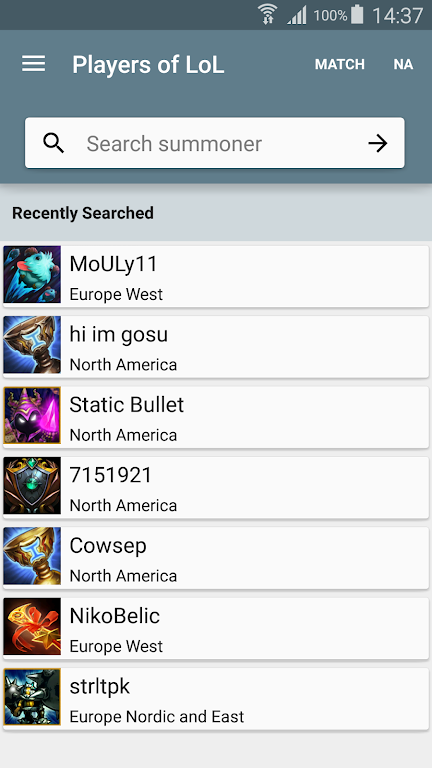 100% 14:37
Players of LoL MATCH NA
Search summoner
Recently Searched
MoULy11
Europe West
hi im gosu
North America
Static Bullet
North America
7151921
North America
Cowsep
North America
NikoBelic
Europe West
strltpk
Europe Nordic and East